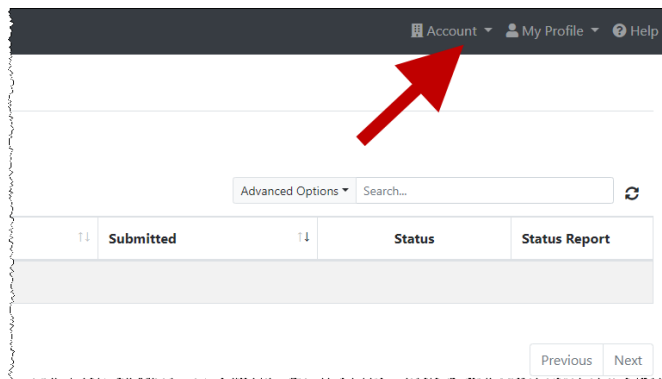 Account My Profile Help
Advanced Options Search...
Submitted Status Status Report
Previous Next